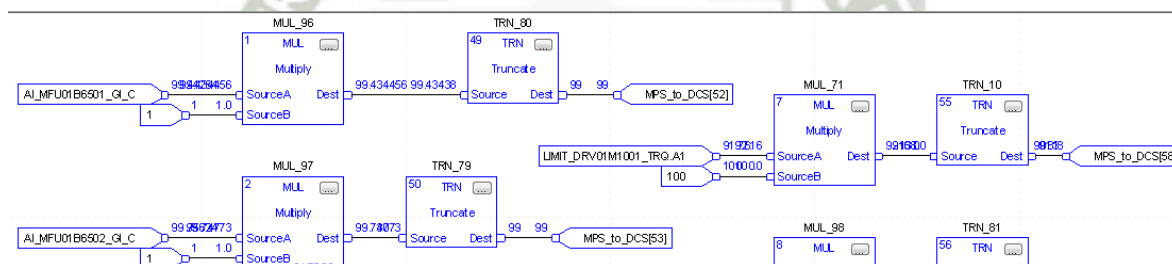 MUL_96
1 MUL ...
Multiply
AI_MFU01B6501_GI_C
SourceA Dest
1
1 1.0
SourceB
TRN_80
49 TRN ...
Truncate
99.434456 99.43438
Source Dest
99 99
MPS_to_DCS[52]
MUL_71
7 MUL ...
Multiply
LIMIT_DRV01M1001_TRQ.A1
SourceA Dest
100
SourceB
TRN_10
55 TRN ...
Truncate
Source Dest
MUL_97
2 MUL ...
Multiply
AI_MFU01B6502_GI_C
SourceA Dest
1
1 1.0
SourceB
TRN_79
50 TRN ...
Truncate
Source Dest
99 99
MPS_to_DCS[53]
MUL_98
8 MUL ...
TRN_81
56 TRN ...